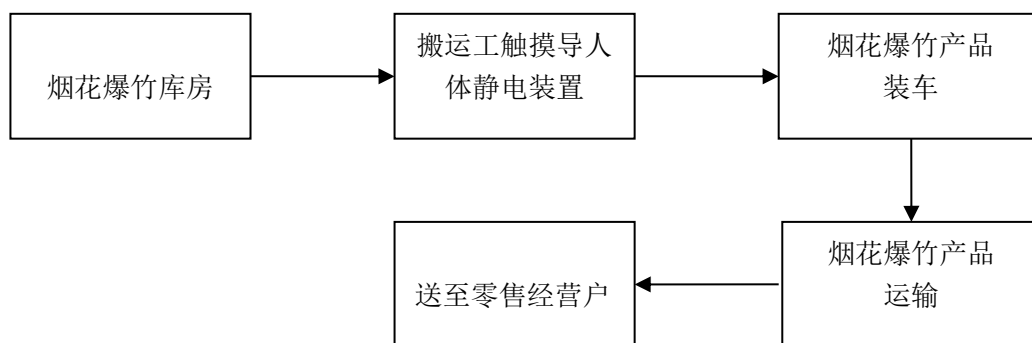 烟花爆竹库房
搬运工触摸导人
体静电装置
烟花爆竹产品
装车
烟花爆竹产品
运输
送至零售经营户